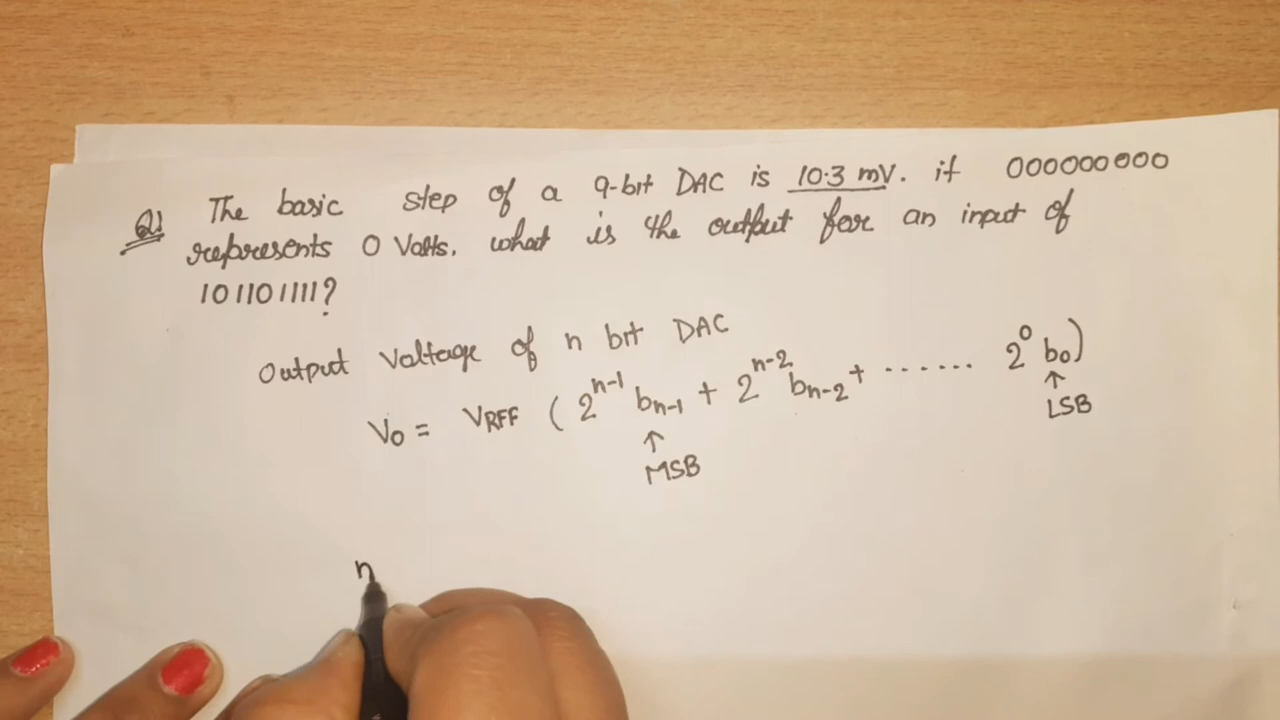 Q1 The basic step of a 9-bit DAC is 10.3 mV. if 000000000
represents 0 Volts. what is the output for an input of
101101111?
Output Voltage of n bit DAC
V₀ = VRFF ( 2ⁿ⁻¹ bₙ₋₁ + 2ⁿ⁻² bₙ₋₂ + ...... 2⁰ b₀)
↑ MSB ↑ LSB
n